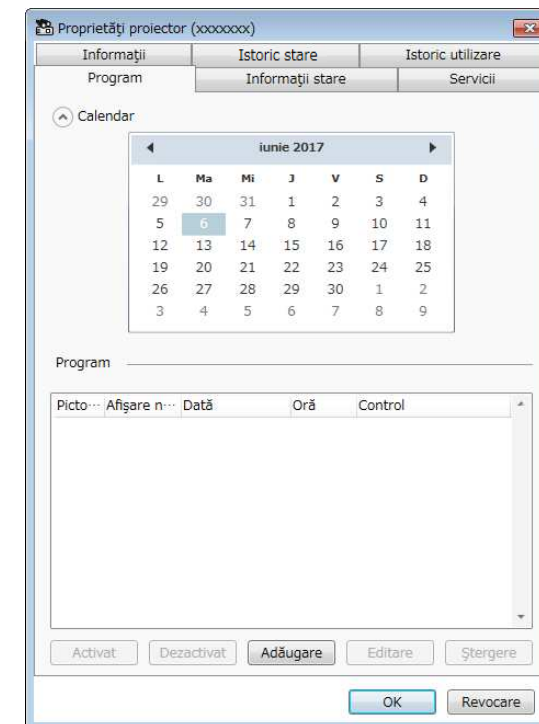 Proprietăți proiector (xxxxxxx)
Informații Istoric stare Istoric utilizare
Program Informații stare Servicii
Calendar
iunie 2017
L Ma Mi J V S D
29 30 31 1 2 3 4
5 6 7 8 9 10 11
12 13 14 15 16 17 18
19 20 21 22 23 24 25
26 27 28 29 30 1 2
3 4 5 6 7 8 9
Program
Picto··· Afișare n··· Dată Oră Control
Activat Dezactivat Adăugare Editare Ștergere
OK Revocare